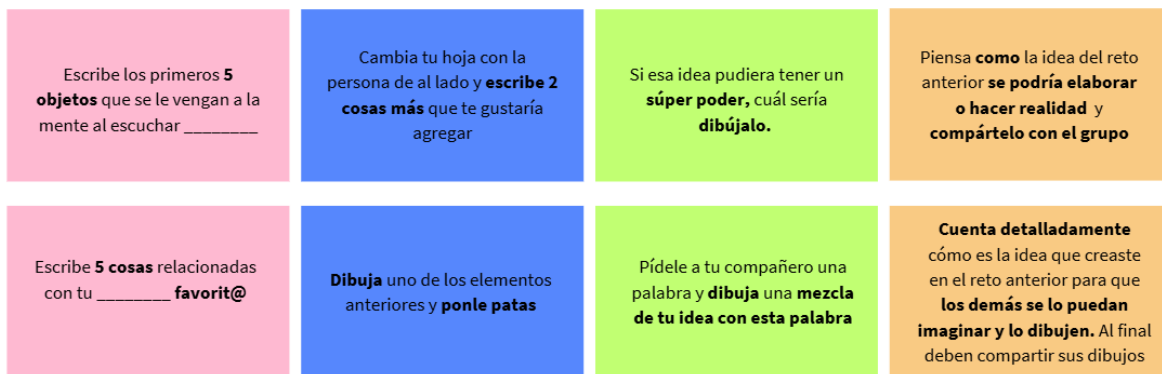 Escribe los primeros 5
objetos que se le vengan a la
mente al escuchar ________
Cambia tu hoja con la
persona de al lado y escribe 2
cosas más que te gustaría
agregar
Si esa idea pudiera tener un
súper poder, cuál sería
dibújalo.
Piensa como la idea del reto
anterior se podría elaborar
o hacer realidad y
compártelo con el grupo
Escribe 5 cosas relacionadas
con tu ________ favorit@
Dibuja uno de los elementos
anteriores y ponle patas
Pídele a tu compañero una
palabra y dibuja una mezcla
de tu idea con esta palabra
Cuenta detalladamente
cómo es la idea que creaste
en el reto anterior para que
los demás se lo puedan
imaginar y lo dibujen. Al final
deben compartir sus dibujos